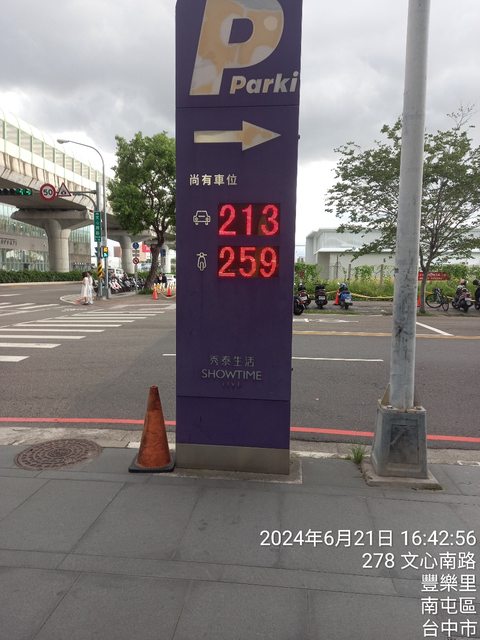 P
Parki
尚有車位
213
259
秀泰生活
SHOWTIME
50
2024年6月21日 16:42:56
278 文心南路
豐樂里
南屯區
台中市